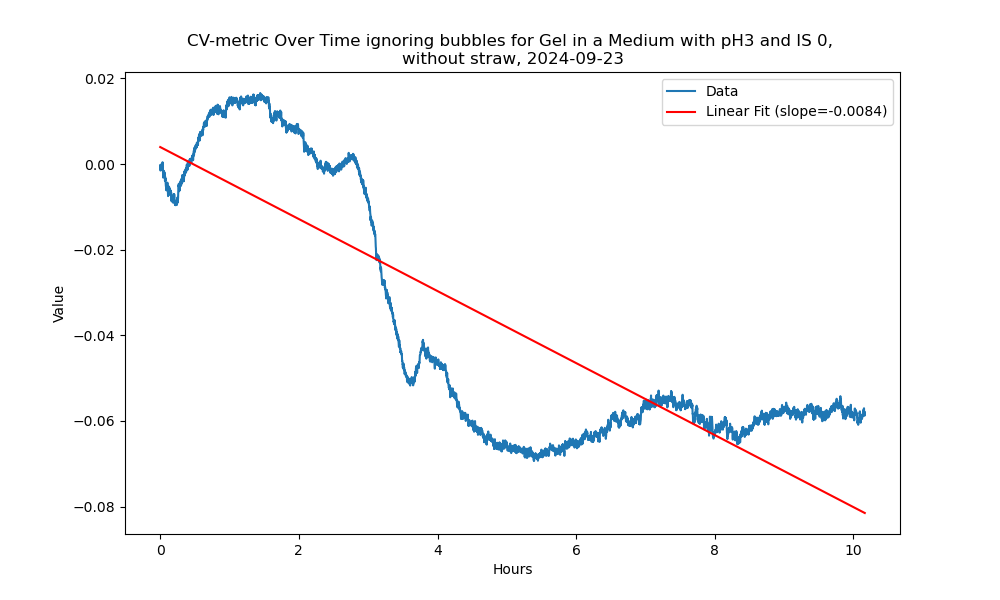 CV-metric Over Time ignoring bubbles for Gel in a Medium with pH3 and IS 0,
without straw, 2024-09-23
Data
Linear Fit (slope=-0.0084)
0.02
0.00
−0.02
−0.04
−0.06
−0.08
Value
0 2 4 6 8 10
Hours